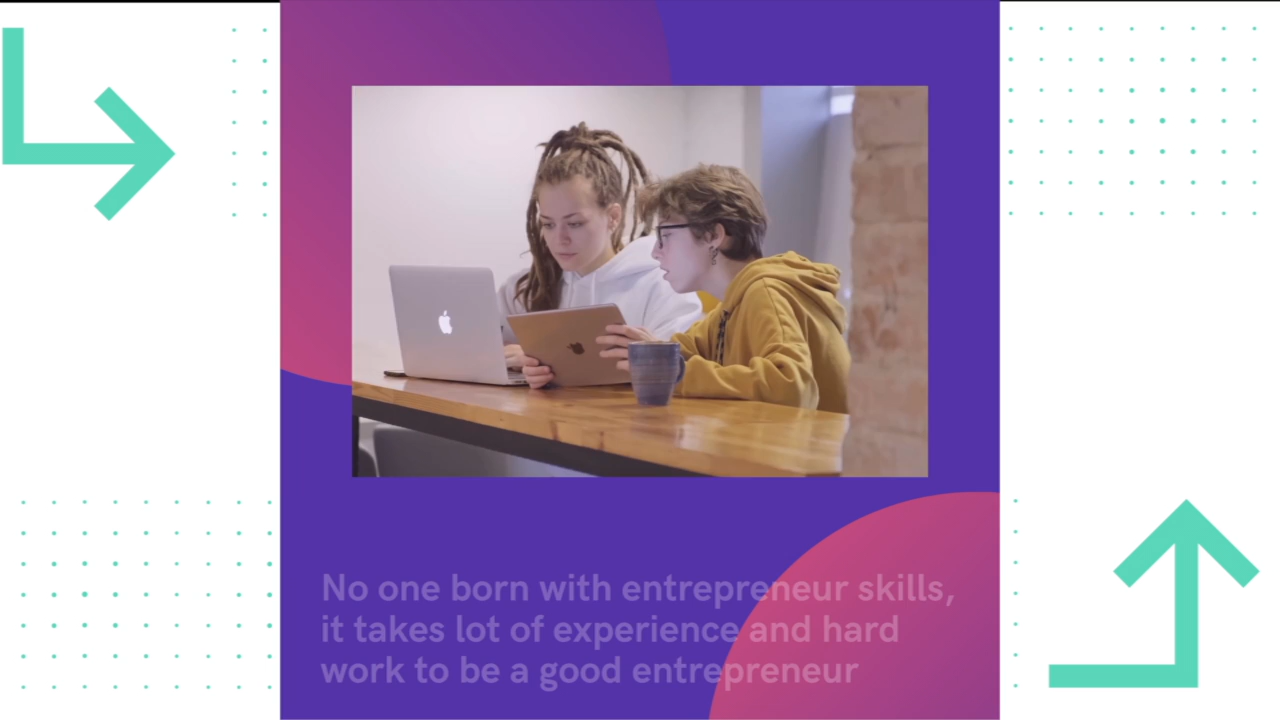 No one born with entrepreneur skills,
it takes lot of experience and hard
work to be a good entrepreneur